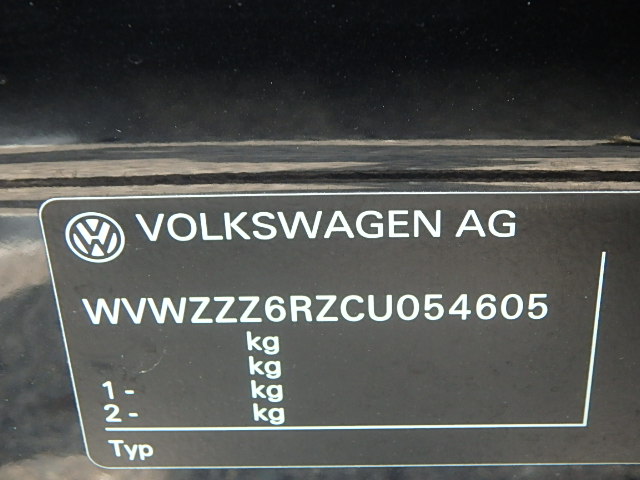 VOLKSWAGEN AG
WVWZZZ6RZCU054605
kg
kg
1 - kg
2 - kg
Typ